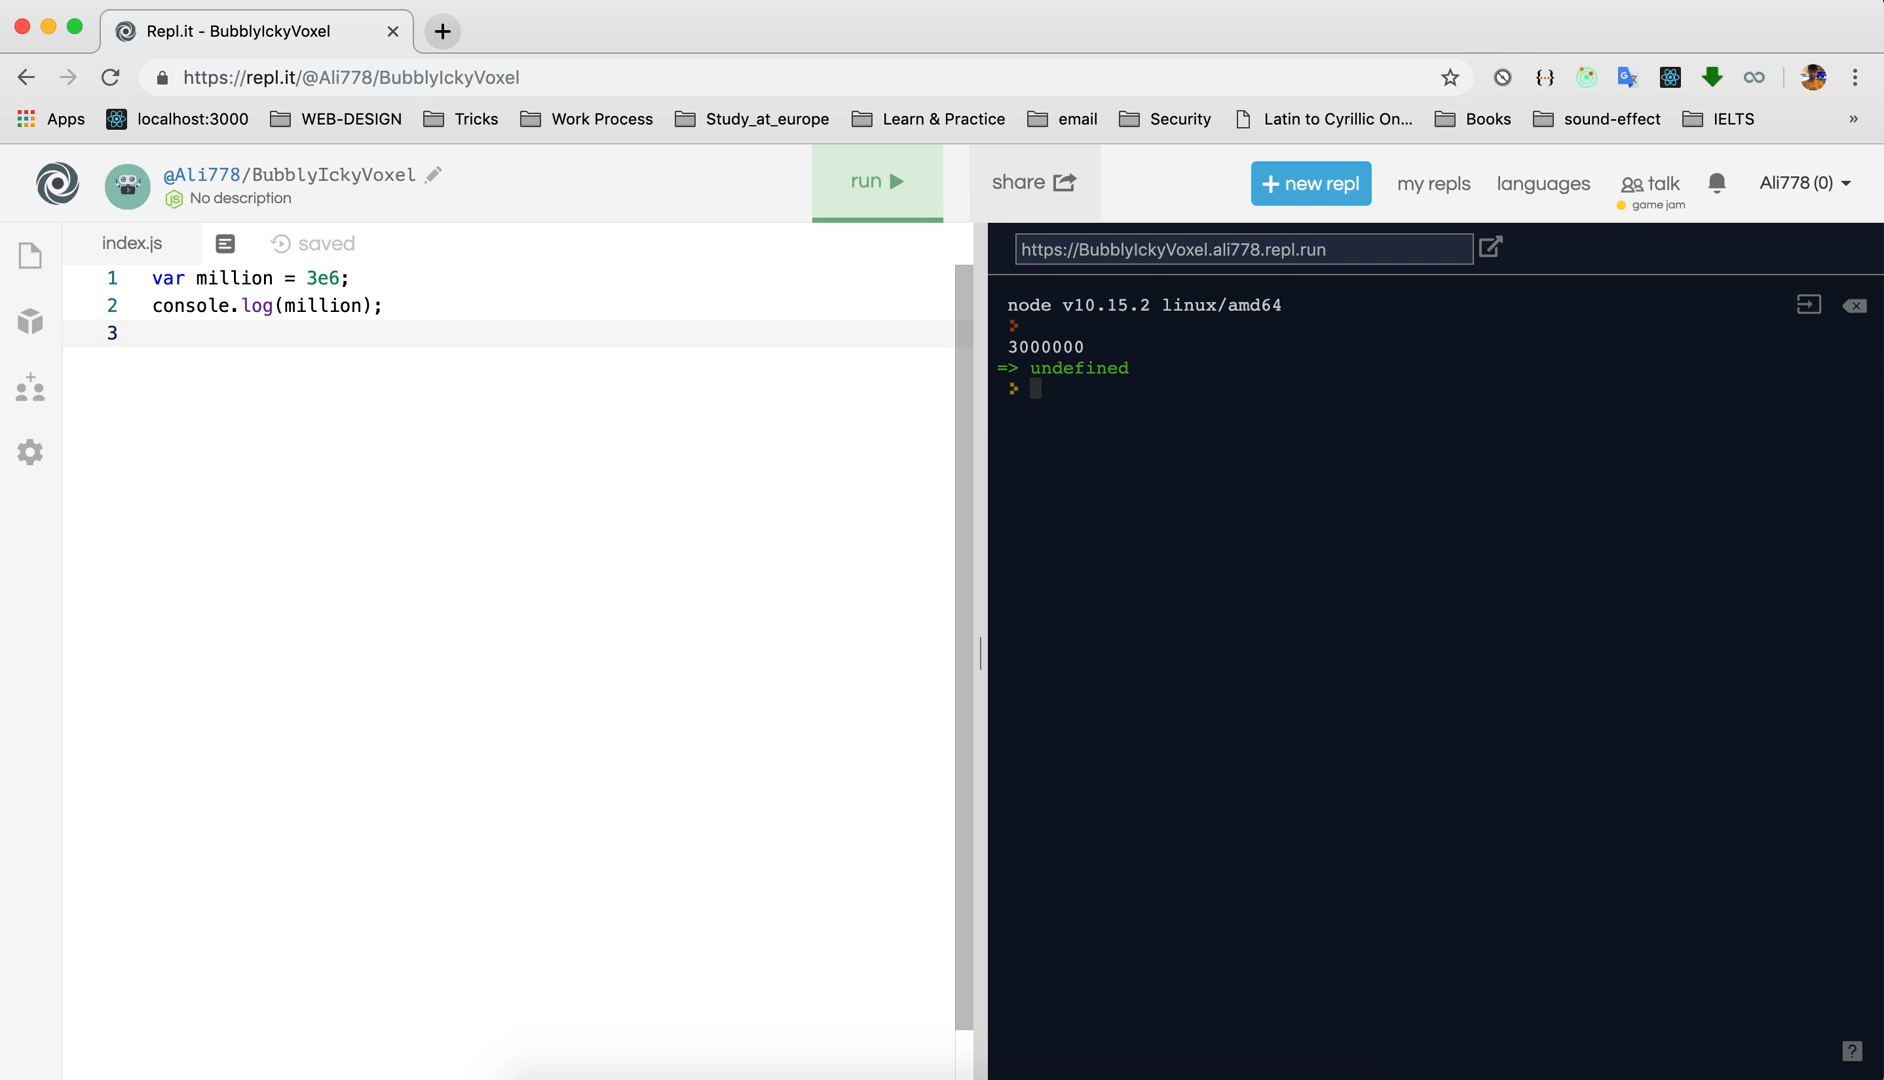 Repl.it - BubblyIckyVoxel
https://repl.it/@Ali778/BubblyIckyVoxel
Apps localhost:3000 WEB-DESIGN Tricks Work Process Study_at_europe Learn & Practice email Security Latin to Cyrillic On... Books sound-effect IELTS »
@Ali778/BubblyIckyVoxel
No description
run
share
+ new repl my repls languages talk Ali778 (0)
game jam
index.js saved
1 var million = 3e6;
2 console.log(million);
3
https://BubblyIckyVoxel.ali778.repl.run
node v10.15.2 linux/amd64
>
3000000
=> undefined
>
?